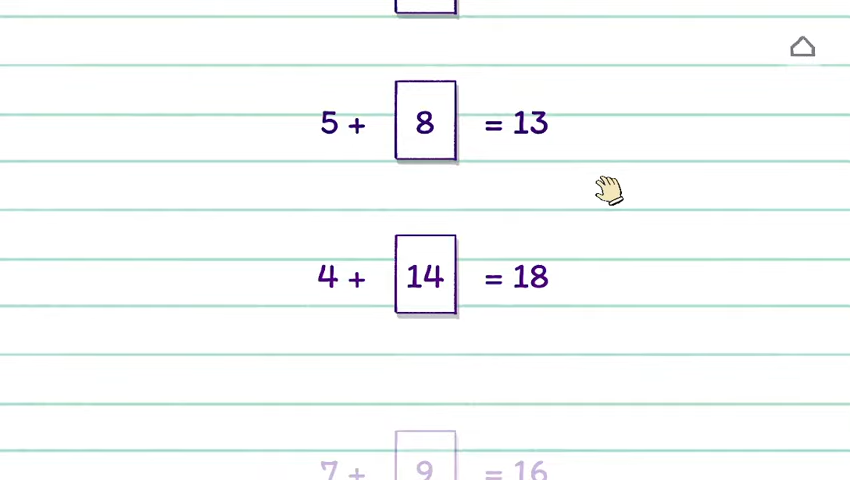 5 + 8 = 13
4 + 14 = 18
7 + 9 = 16